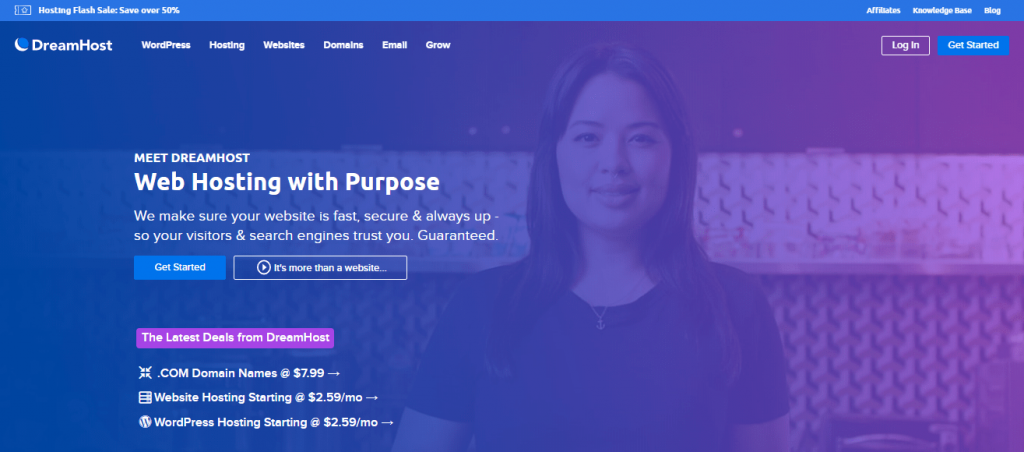 Hosting Flash Sale: Save over 50%
Affiliates Knowledge Base Blog
DreamHost WordPress Hosting Websites Domains Email Grow Log In Get Started
MEET DREAMHOST
Web Hosting with Purpose
We make sure your website is fast, secure & always up -
so your visitors & search engines trust you. Guaranteed.
Get Started It's more than a website...
The Latest Deals from DreamHost
.COM Domain Names @ $7.99 →
Website Hosting Starting @ $2.59/mo →
WordPress Hosting Starting @ $2.59/mo →